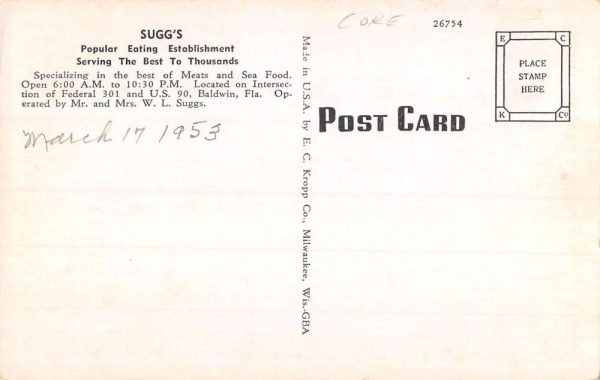 SUGG'S
Popular Eating Establishment
Serving The Best To Thousands
Specializing in the best of Meats and Sea Food.
Open 6:00 A.M. to 10:30 P.M. Located on Intersec-
tion of Federal 301 and U.S. 90, Baldwin, Fla. Op-
erated by Mr. and Mrs. W. L. Suggs.
March 17 1953
Made in U.S.A. by E. C. Kropp Co., Milwaukee, Wis.-GBA
COKE
26754
POST CARD
E C
PLACE
STAMP
HERE
K Co